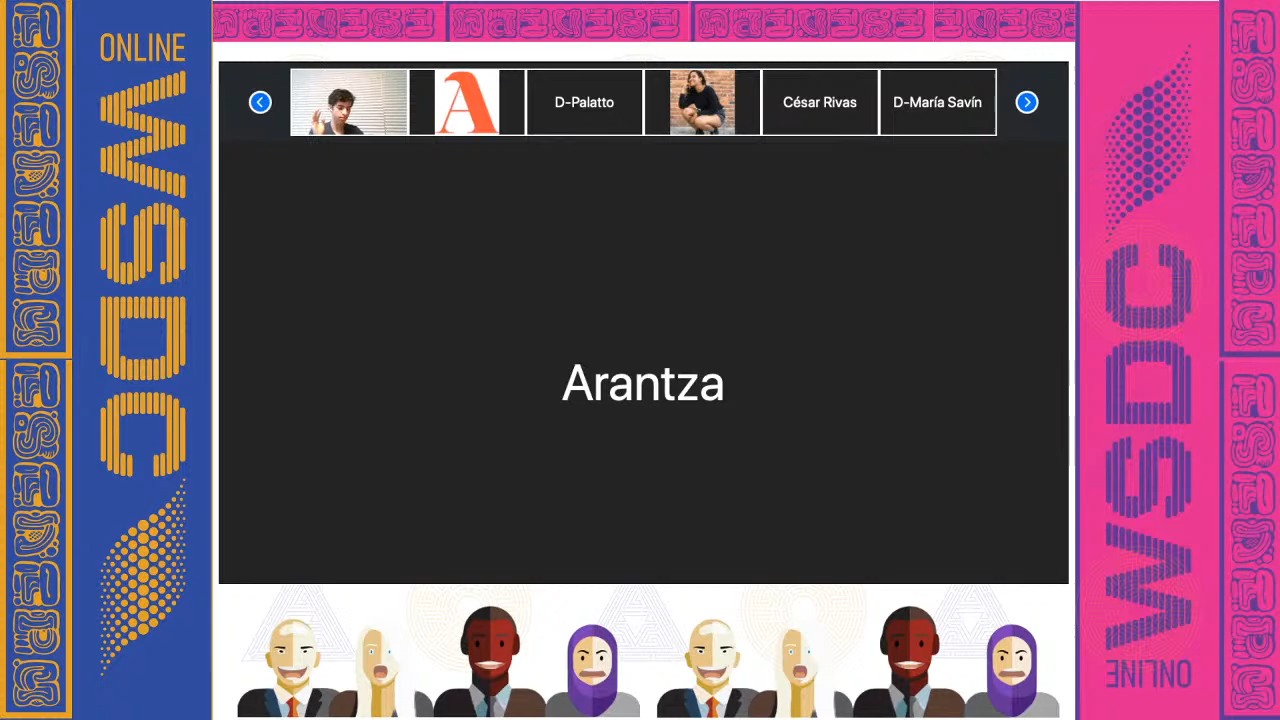 ONLINE
WSDC
A
D-Palatto
César Rivas
D-María Savín
Arantza
WSDC
ONLINE